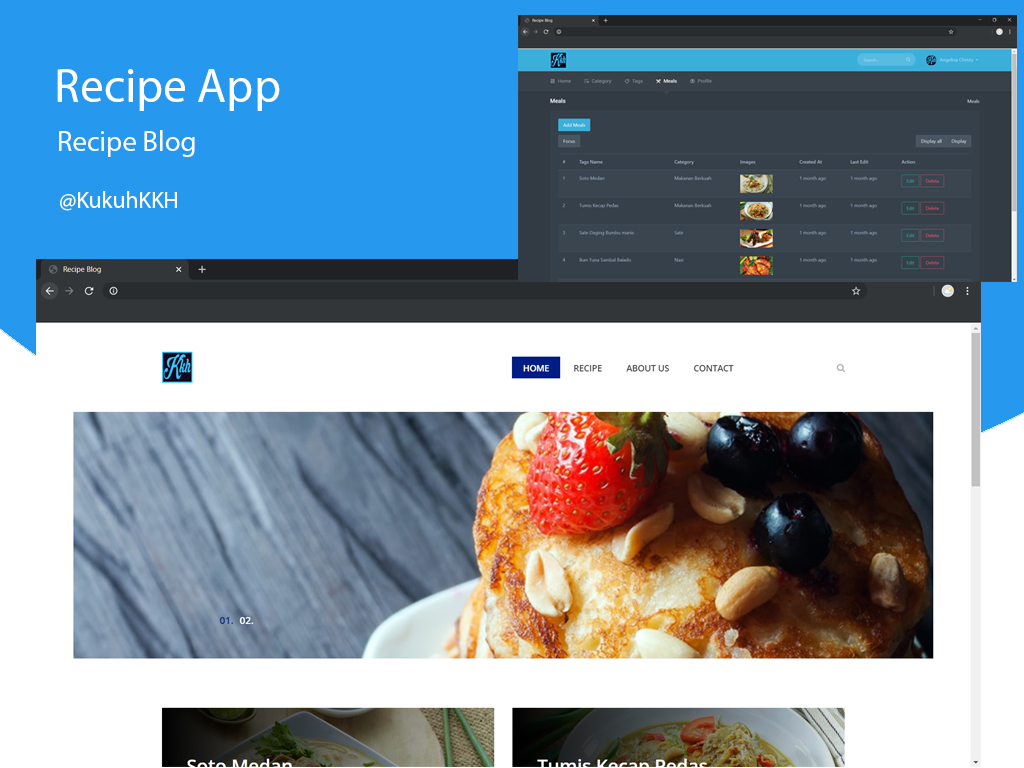 Recipe App
Recipe Blog
@KukuhKKH
Recipe Blog
Kkh
Search...
Angelina Christy
Home Category Tags Meals Profile
Meals Meals
Add Meals
Focus Display all Display
# Tags Name Category Images Created At Last Edit Action
1 Soto Medan Makanan Berkuah 1 month ago 1 month ago Edit Delete
2 Tumis Kecap Pedas Makanan Berkuah 1 month ago 1 month ago Edit Delete
3 Sate Daging Bumbu manis Sate 1 month ago 1 month ago Edit Delete
4 Ikan Tuna Sambal Balado Nasi 1 month ago 1 month ago Edit Delete
Recipe Blog
Kkh HOME RECIPE ABOUT US CONTACT
01. 02.
Soto Medan Tumis Kecap Pedas